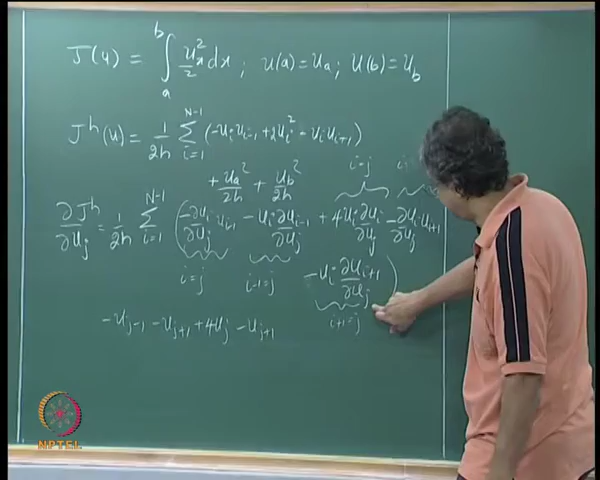 J(u) = ∫_a^b u_x²/2 dx ; u(a) = u_a ; u(b) = u_b
J^h(u) = 1/2h Σ_{i=1}^{N-1} (-u_i u_{i-1} + 2u_i² - u_i u_{i+1})
+ u_a²/2h + u_b²/2h
i=j
∂J^h/∂u_j = 1/2h Σ_{i=1}^{N-1} ( -∂u_i/∂u_j u_{i-1} - u_i ∂u_{i-1}/∂u_j + 4u_i ∂u_i/∂u_j - ∂u_i/∂u_j u_{i+1}
- u_i ∂u_{i+1}/∂u_j )
i=j i-1=j i+1=j
-u_{j-1} - u_{j+1} + 4u_j - u_{j+1}
NPTEL